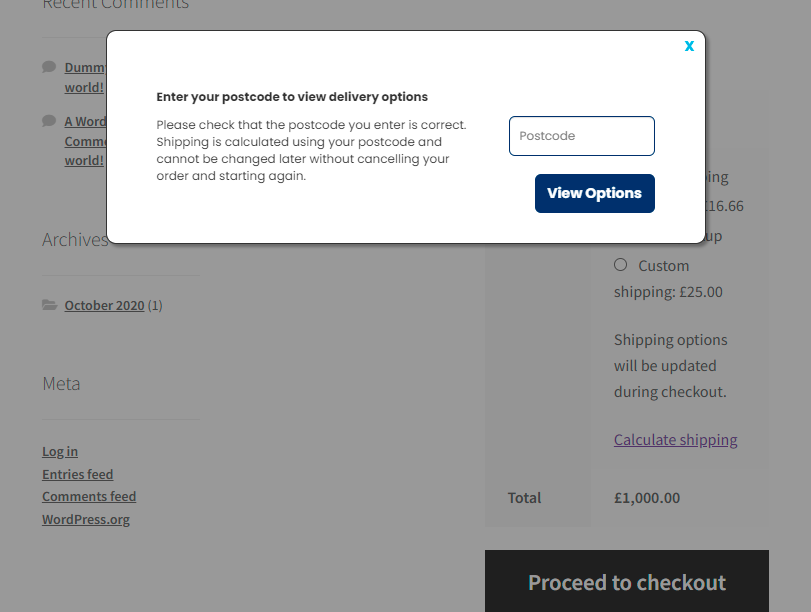 Recent Comments
X
Enter your postcode to view delivery options
Please check that the postcode you enter is correct.
Shipping is calculated using your postcode and
cannot be changed later without cancelling your
order and starting again.
Postcode
View Options
world!
A Word
world!
£16.66
up
Archives
Custom
shipping: £25.00
October 2020 (1)
Shipping options
will be updated
during checkout.
Meta
Calculate shipping
Log in
Entries feed
Comments feed
WordPress.org
Total
£1,000.00
Proceed to checkout